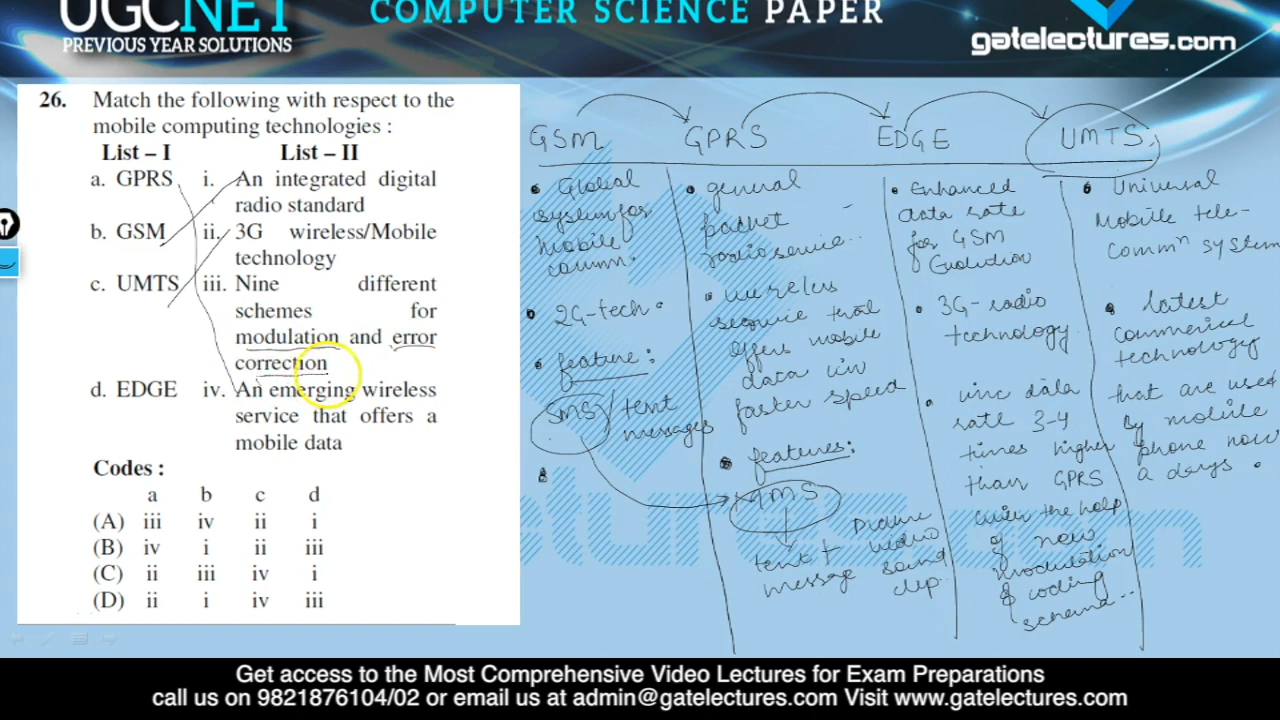 UGCNET
COMPUTER SCIENCE PAPER
PREVIOUS YEAR SOLUTIONS
gatelectures.com
26. Match the following with respect to the
mobile computing technologies :
List – I List – II
a. GPRS i. An integrated digital
radio standard
b. GSM ii. 3G wireless/Mobile
technology
c. UMTS iii. Nine different
schemes for
modulation and error
correction
d. EDGE iv. An emerging wireless
service that offers a
mobile data
Codes :
a b c d
(A) iii iv ii i
(B) iv i ii iii
(C) ii iii iv i
(D) ii i iv iii
GSM
Global
system for
mobile
commn.
2G-tech.
feature:
SMS/text
messages
GPRS
general
packet
radio service..
wireless
service that
offers mobile
data in
faster speed
features:
MMS
text + picture
video
message sound
clip.
EDGE
Enhanced
data rate
for GSM
Evolution
3G-radio
technology
data
rate 3-4
times higher
than GPRS
the help
of new
modulation
& coding
schema..
UMTS.
Universal
Mobile tele-
commn system
latest
commerical
technology
that are used
by mobile
phone now
a days.
lectures.com
Get access to the Most Comprehensive Video Lectures for Exam Preparations
call us on 9821876104/02 or email us at admin@gatelectures.com Visit www.gatelectures.com